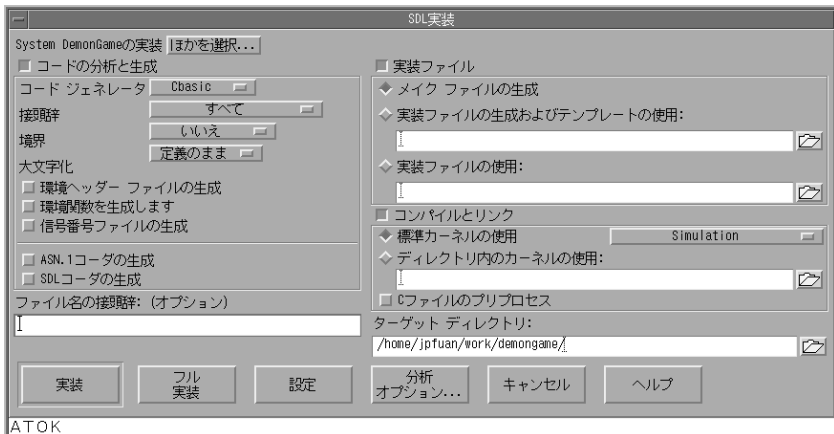 SDL実装
System DemonGameの実装 ほかを選択...
コードの分析と生成
コード ジェネレータ Cbasic
接頭辞 すべて
境界 いいえ
大文字化 定義のまま
環境ヘッダー ファイルの生成
環境関数を生成します
信号番号ファイルの生成
ASN.1コーダの生成
SDLコーダの生成
ファイル名の接頭辞: (オプション)
実装ファイル
メイク ファイルの生成
実装ファイルの生成およびテンプレートの使用:
実装ファイルの使用:
コンパイルとリンク
標準カーネルの使用 Simulation
ディレクトリ内のカーネルの使用:
Cファイルのプリプロセス
ターゲット ディレクトリ:
/home/jpfuan/work/demongame/
実装
フル
実装
設定
分析
オプション...
キャンセル
ヘルプ
ATOK